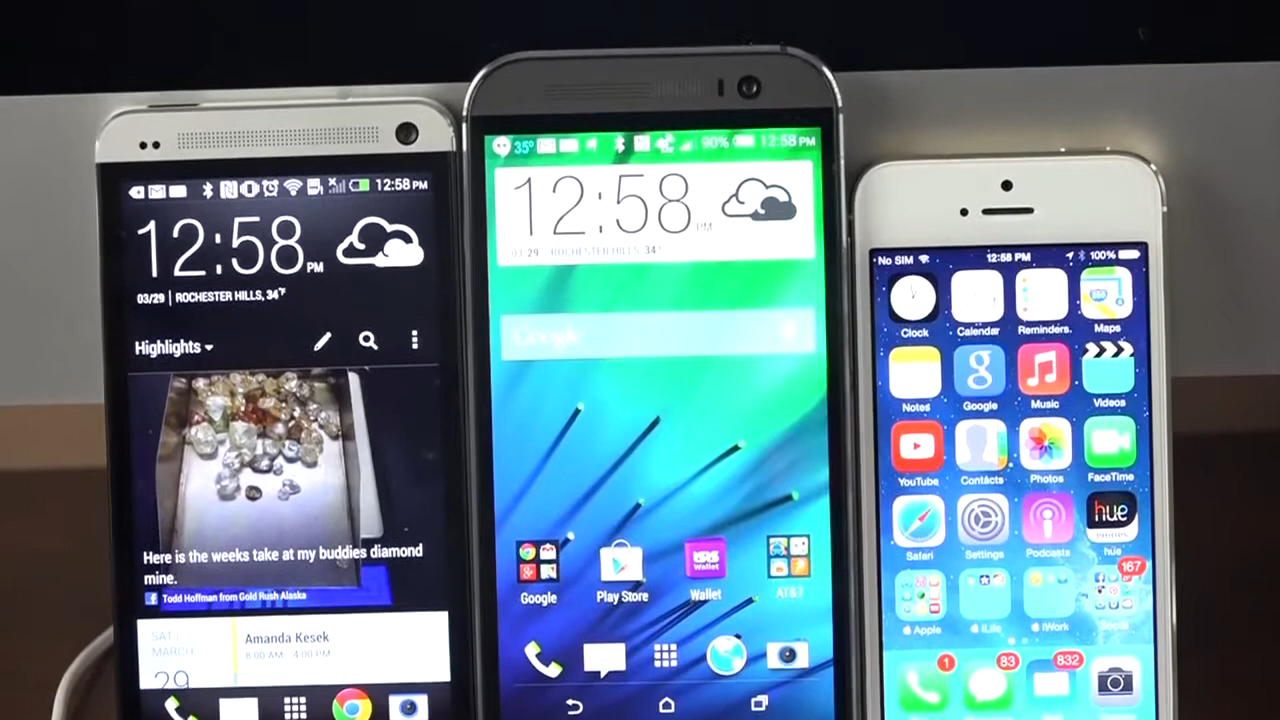 12:58 PM
12:58 PM
03/29 | ROCHESTER HILLS, 34°F
Highlights
Here is the weeks take at my buddies diamond
mine.
Todd Hoffman from Gold Rush Alaska
SAT |
MARCH
29
Amanda Kesek
8:00 AM - 4:00 PM
35° 90% 12:58 PM
12:58 PM
03 29 ROCHESTER HILLS, 34°
Google
Google Play Store Wallet AT&T
isis
Wallet
No SIM 12:58 PM 100%
Clock Calendar Reminders Maps
Notes Google Music Videos
YouTube Contacts Photos FaceTime
hue
Safari Settings Podcasts hue
167
Apple iLife iWork Social
1 83 832